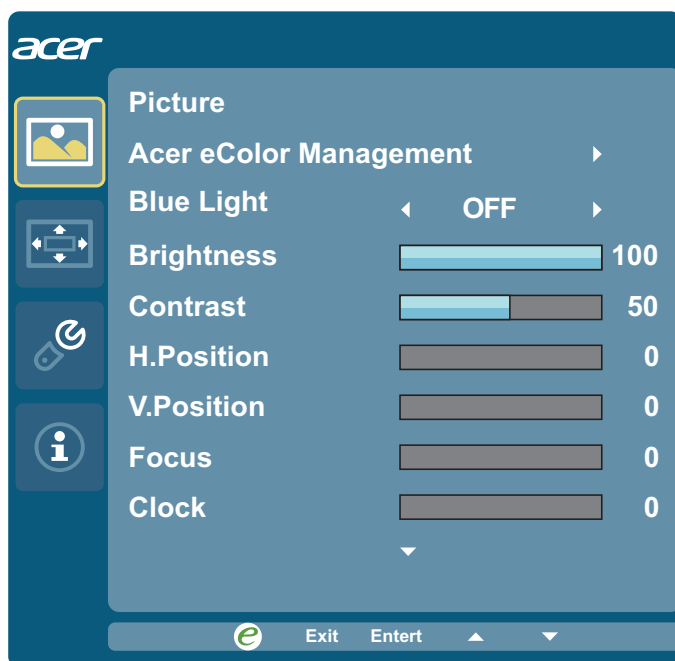 acer
Picture
Acer eColor Management
Blue Light OFF
Brightness 100
Contrast 50
H.Position 0
V.Position 0
Focus 0
Clock 0
e Exit Entert